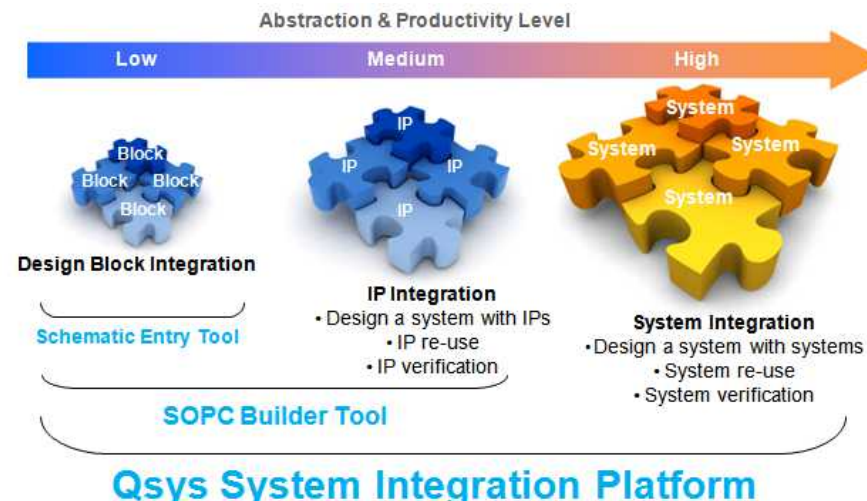 Abstraction & Productivity Level
Low
Medium
High
Block
Block
Block
Block
IP
IP
IP
IP
System
System
System
System
Design Block Integration
IP Integration
• Design a system with IPs
• IP re-use
• IP verification
System Integration
• Design a system with systems
• System re-use
• System verification
Schematic Entry Tool
SOPC Builder Tool
Qsys System Integration Platform